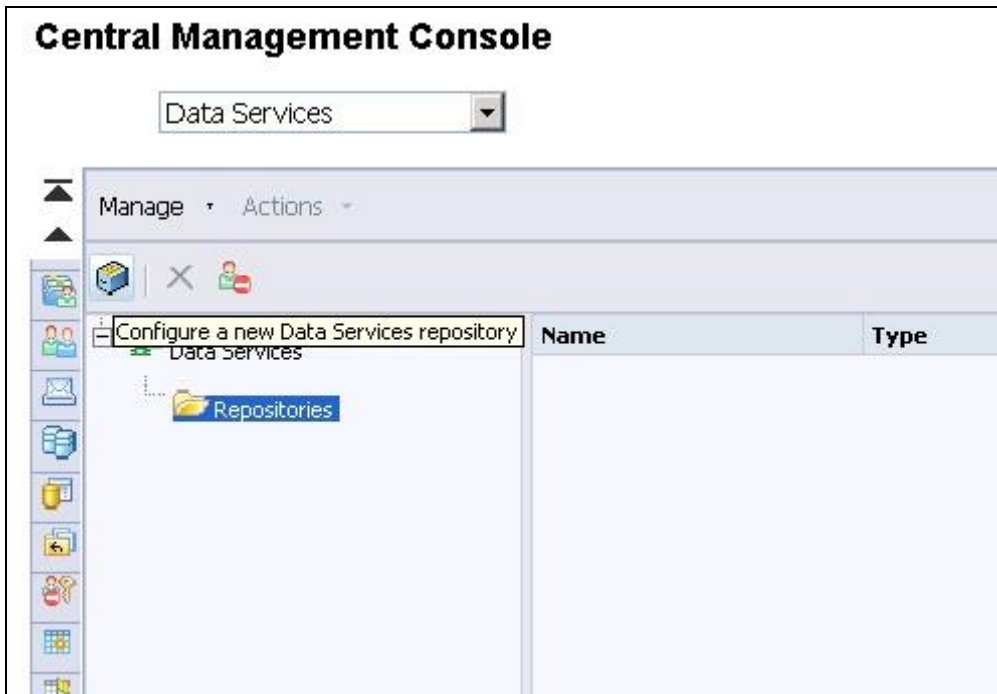 Central Management Console
Data Services
Manage Actions
Configure a new Data Services repository
Name Type
Data Services
Repositories